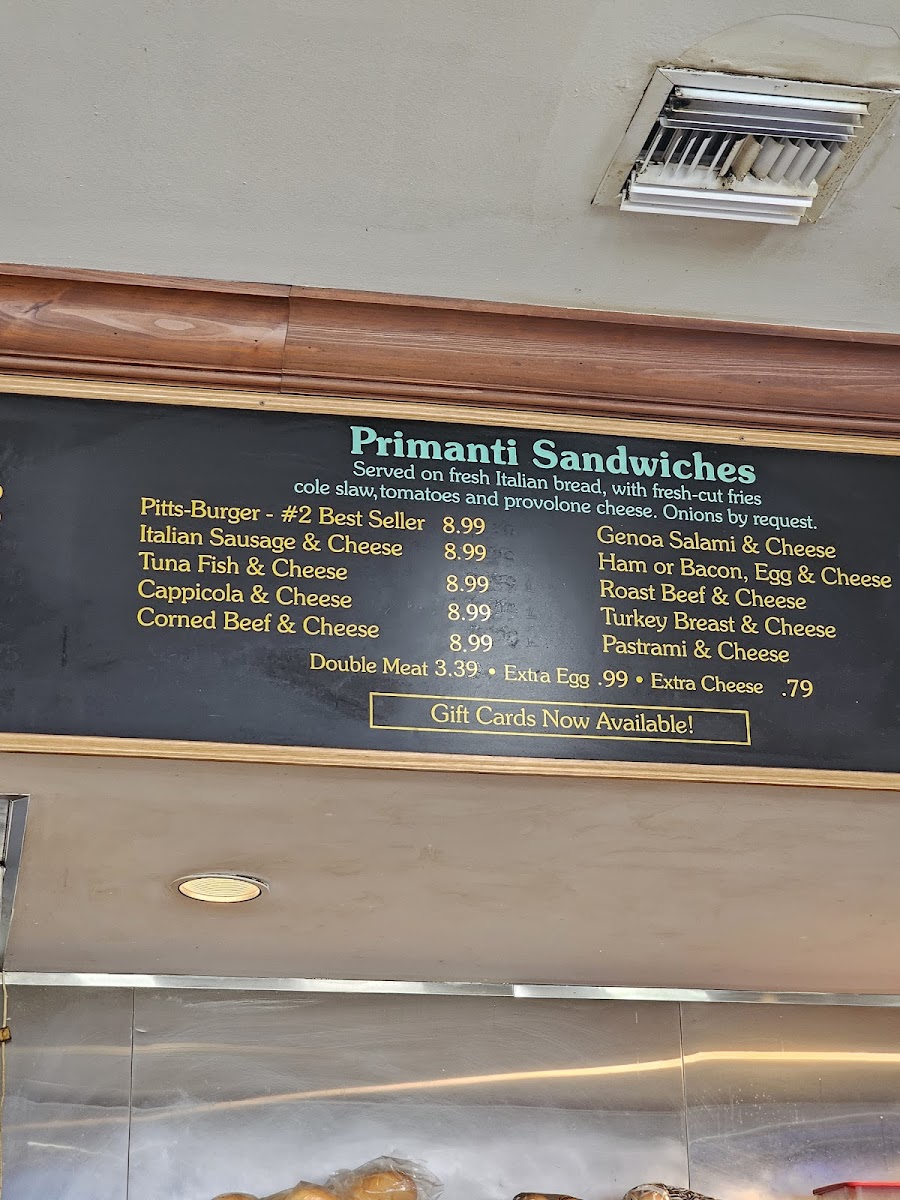 Primanti Sandwiches
Served on fresh Italian bread, with fresh-cut fries
cole slaw, tomatoes and provolone cheese. Onions by request.
Pitts-Burger - #2 Best Seller 8.99
Italian Sausage & Cheese 8.99
Tuna Fish & Cheese 8.99
Cappicola & Cheese 8.99
Corned Beef & Cheese 8.99
Genoa Salami & Cheese
Ham or Bacon, Egg & Cheese
Roast Beef & Cheese
Turkey Breast & Cheese
Pastrami & Cheese
Double Meat 3.39 • Extra Egg .99 • Extra Cheese .79
Gift Cards Now Available!